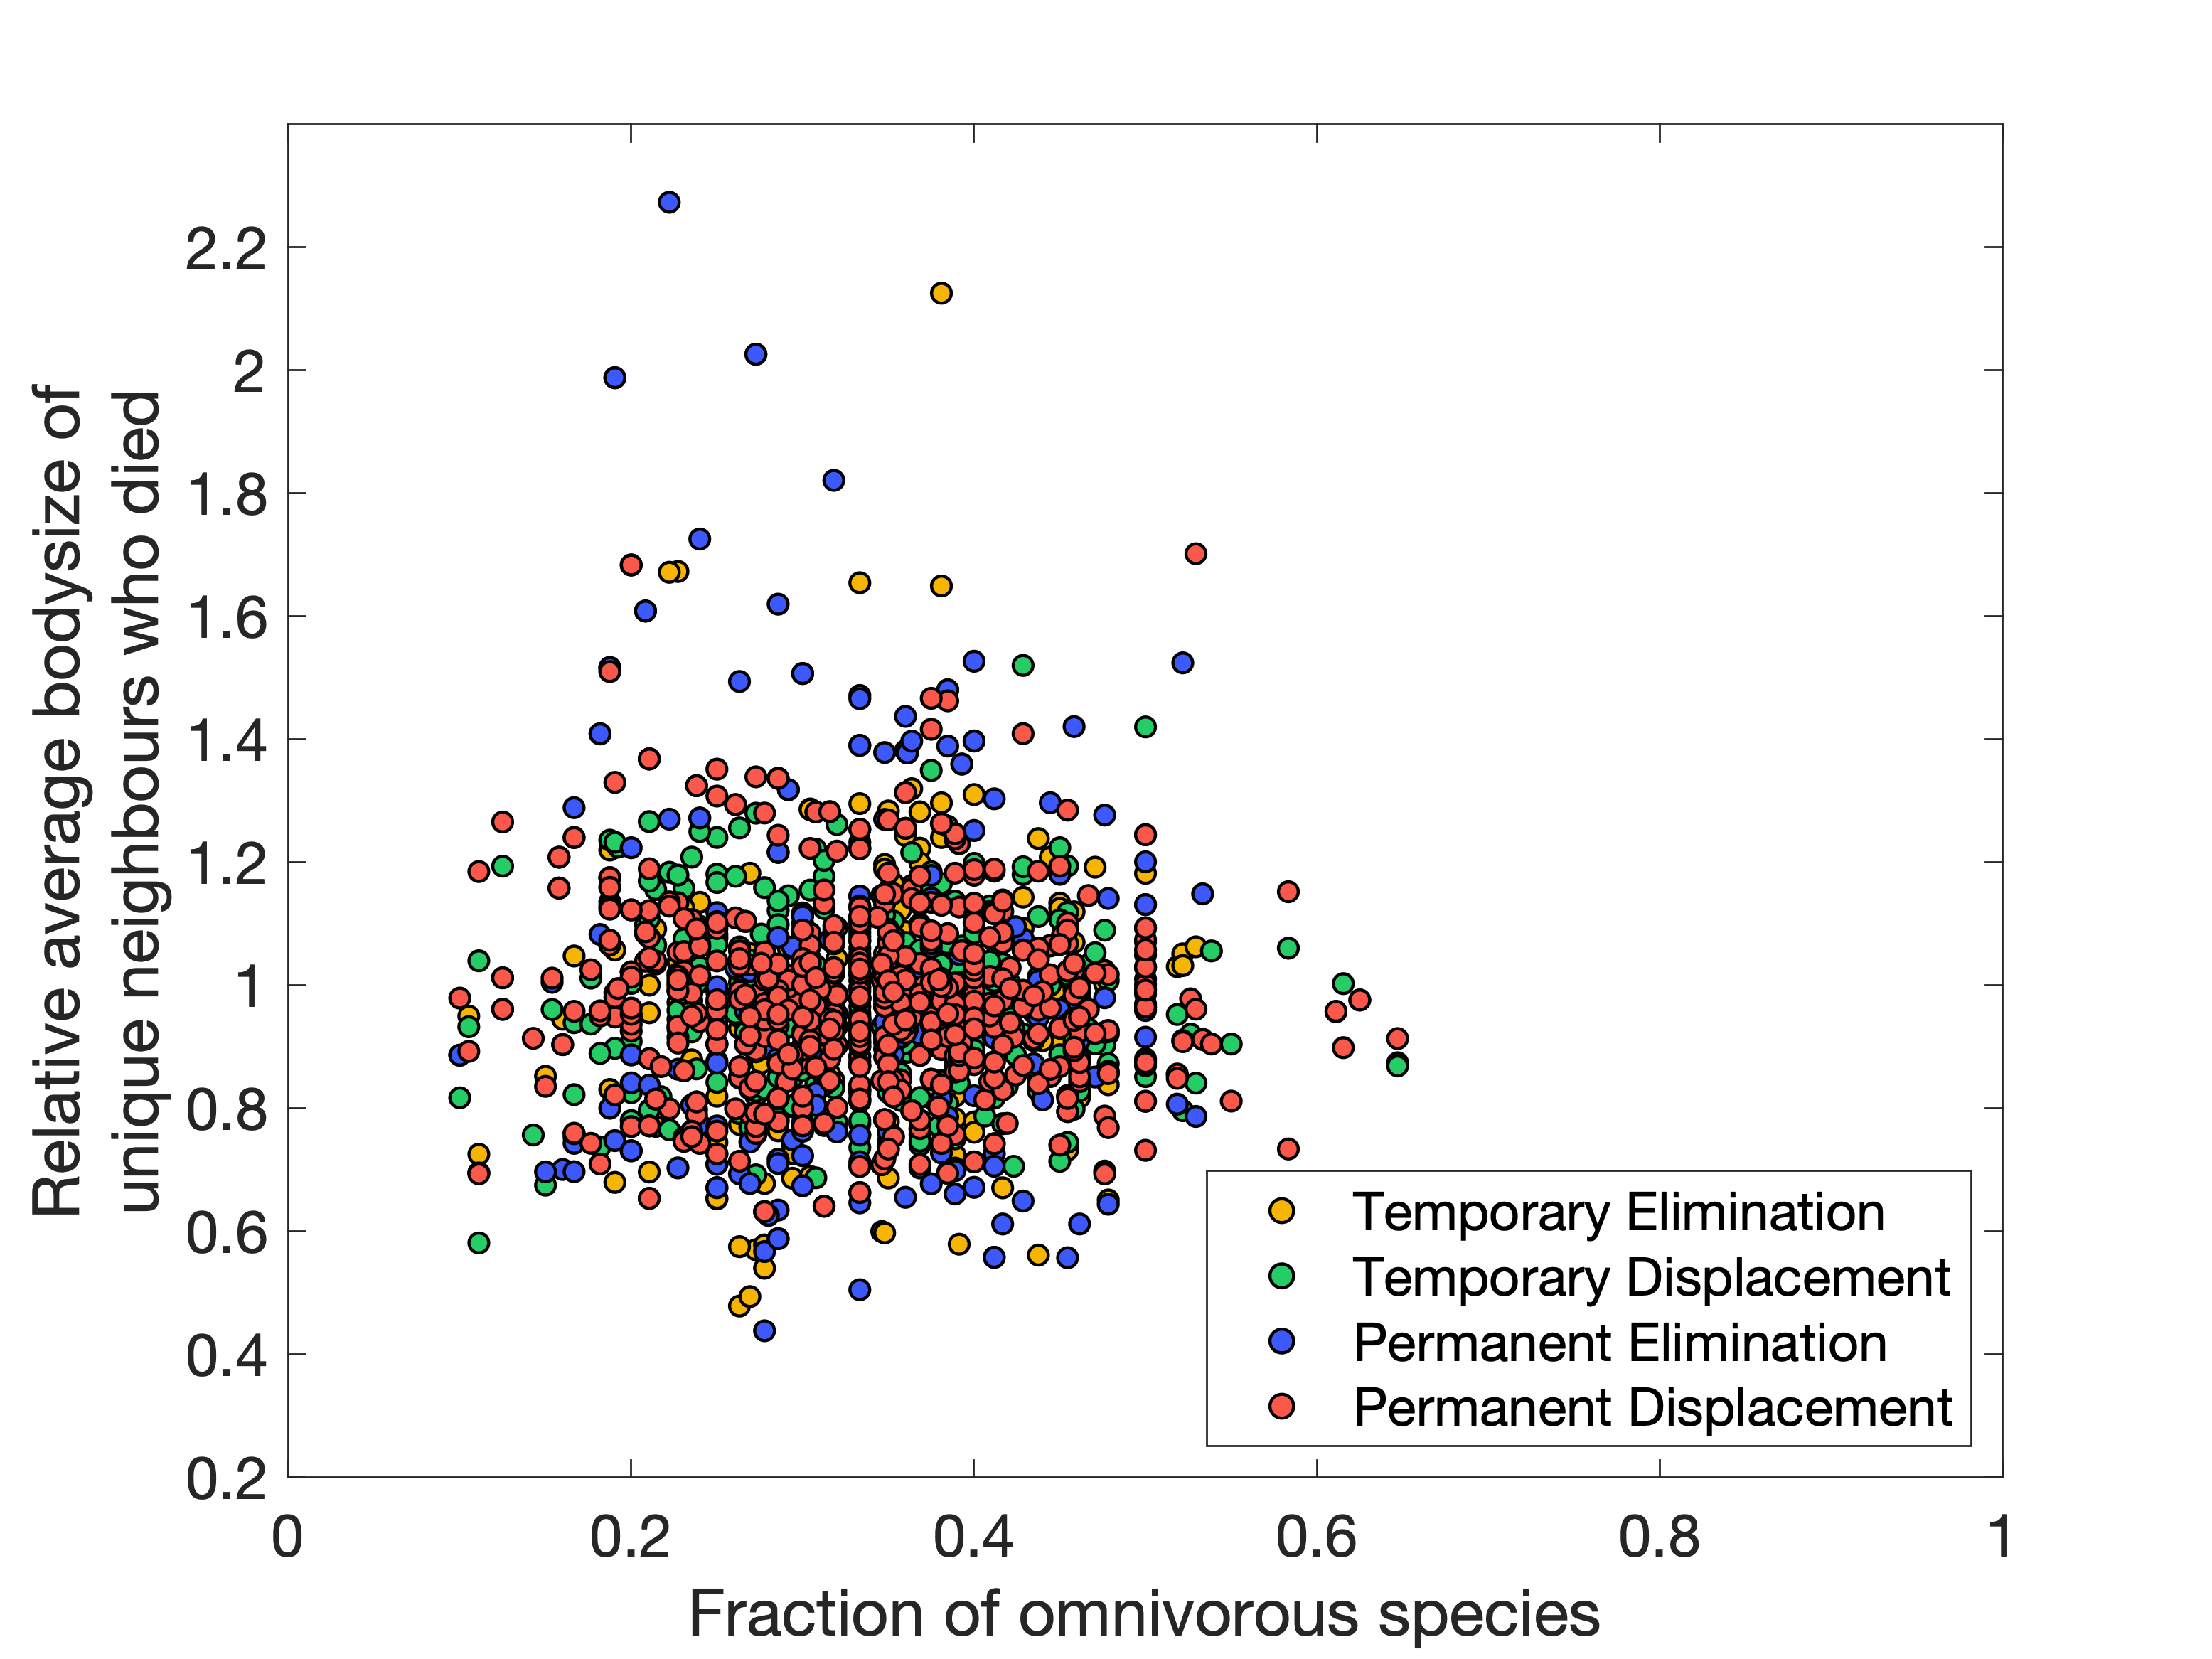 Relative average bodysize of
unique neighbours who died
2.2
2
1.8
1.6
1.4
1.2
1
0.8
0.6
0.4
0.2
Temporary Elimination
Temporary Displacement
Permanent Elimination
Permanent Displacement
0 0.2 0.4 0.6 0.8 1
Fraction of omnivorous species